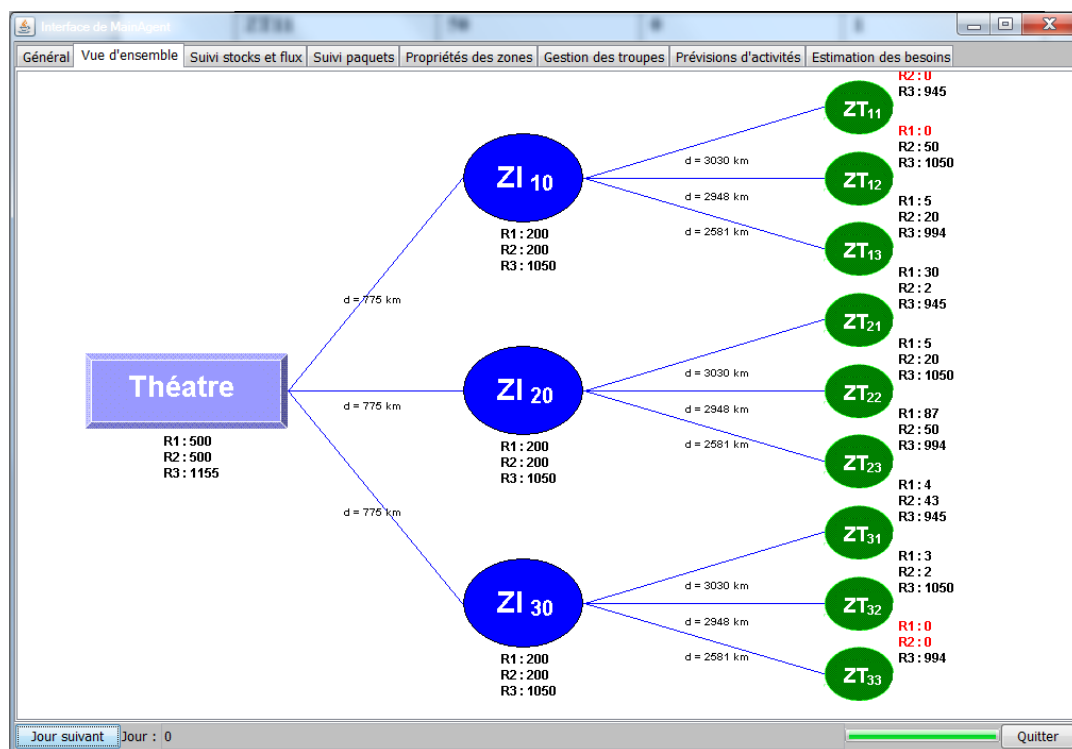 Interface de MainAgent
ZT11 50 0 1
Général Vue d'ensemble Suivi stocks et flux Suivi paquets Propriétés des zones Gestion des troupes Prévisions d'activités Estimation des besoins
R2 : 0
R3 : 945
ZT11
R1 : 0
R2 : 50
R3 : 1050
ZI 10
d = 3030 km
ZT12
d = 2948 km
R1 : 5
R2 : 20
R3 : 994
R1 : 200
R2 : 200
R3 : 1050
d = 2581 km
ZT13
R1 : 30
R2 : 2
R3 : 945
d = 775 km
ZT21
R1 : 5
R2 : 20
R3 : 1050
Théatre
ZI 20
d = 3030 km
ZT22
d = 775 km
d = 2948 km
R1 : 87
R2 : 50
R3 : 994
R1 : 500
R2 : 500
R3 : 1155
R1 : 200
R2 : 200
R3 : 1050
d = 2581 km
ZT23
R1 : 4
R2 : 43
R3 : 945
d = 775 km
ZT31
R1 : 3
R2 : 2
R3 : 1050
ZI 30
d = 3030 km
ZT32
d = 2948 km
R1 : 0
R2 : 0
R3 : 994
R1 : 200
R2 : 200
R3 : 1050
d = 2581 km
ZT33
Jour suivant Jour : 0 Quitter